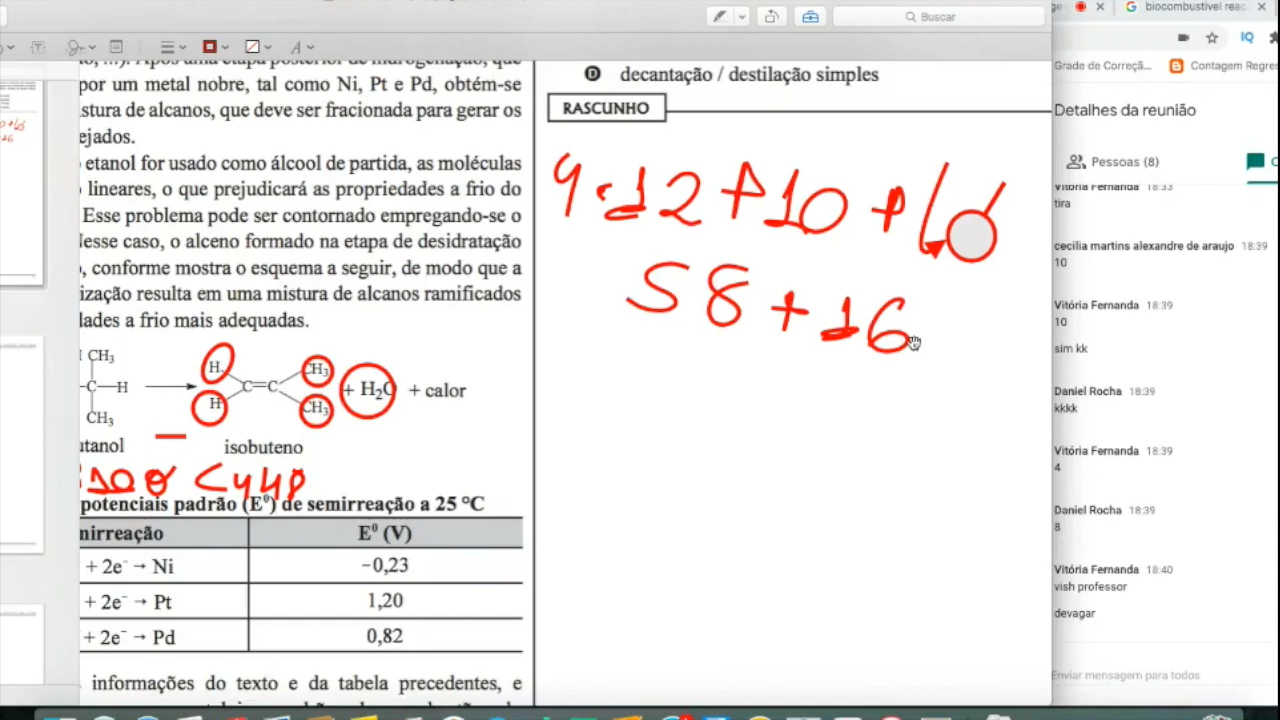 Buscar
biocombustível reaç
Grade de Correçã...
Contagem Regres
por um metal nobre, tal como Ni, Pt e Pd, obtém-se
stura de alcanos, que deve ser fracionada para gerar os
ejados.
etanol for usado como álcool de partida, as moléculas
lineares, o que prejudicará as propriedades a frio do
Esse problema pode ser contornado empregando-se o
Nesse caso, o alceno formado na etapa de desidratação
, conforme mostra o esquema a seguir, de modo que a
ização resulta em uma mistura de alcanos ramificados
dades a frio mais adequadas.
CH3
C—H
CH3
H
H
C=C
CH3
CH3
+ H2O + calor
utanol
isobuteno
10 O C4H8
potenciais padrão (E0) de semirreação a 25 °C
mirreação E0 (V)
+ 2e- → Ni −0,23
+ 2e- → Pt 1,20
+ 2e- → Pd 0,82
informações do texto e da tabela precedentes, e
D decantação / destilação simples
RASCUNHO
4.12+10+16
58+16
Detalhes da reunião
Pessoas (8)
Vitória Fernanda 18:33
tira
cecilia martins alexandre de araujo 18:39
10
Vitória Fernanda 18:39
10
sim kk
Daniel Rocha 18:39
kkkk
Vitória Fernanda 18:39
4
Daniel Rocha 18:39
8
Vitória Fernanda 18:40
vish professor
devagar
Enviar mensagem para todos